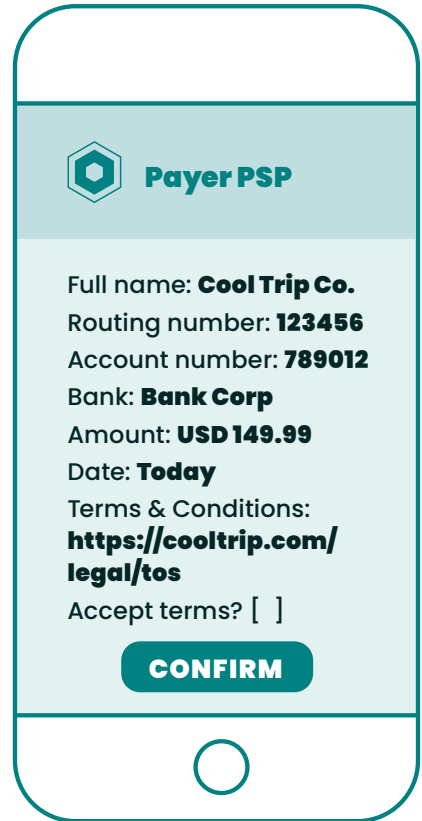 Payer PSP
Full name: Cool Trip Co.
Routing number: 123456
Account number: 789012
Bank: Bank Corp
Amount: USD 149.99
Date: Today
Terms & Conditions:
https://cooltrip.com/
legal/tos
Accept terms? [ ]
CONFIRM